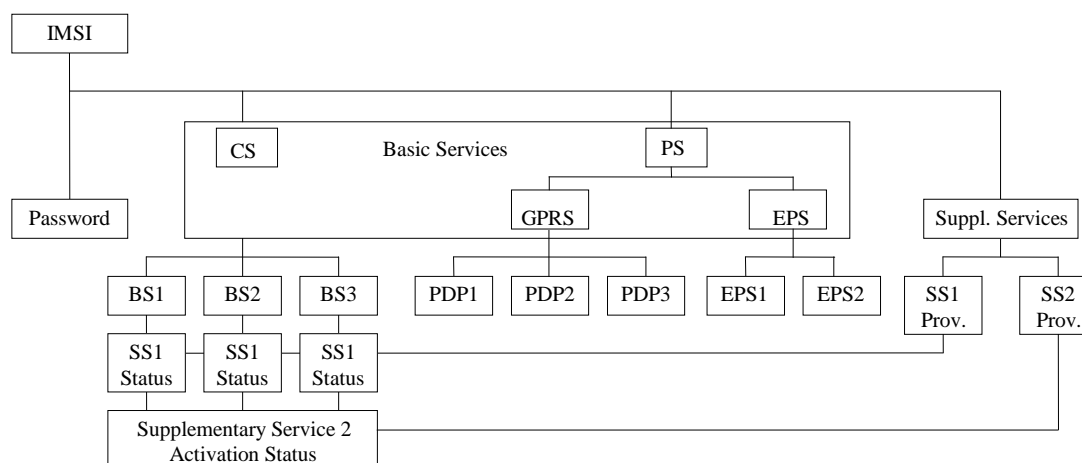 IMSI
CS
Basic Services
PS
Password
GPRS
EPS
Suppl. Services
BS1
BS2
BS3
PDP1
PDP2
PDP3
EPS1
EPS2
SS1
Prov.
SS2
Prov.
SS1
Status
SS1
Status
SS1
Status
Supplementary Service 2
Activation Status